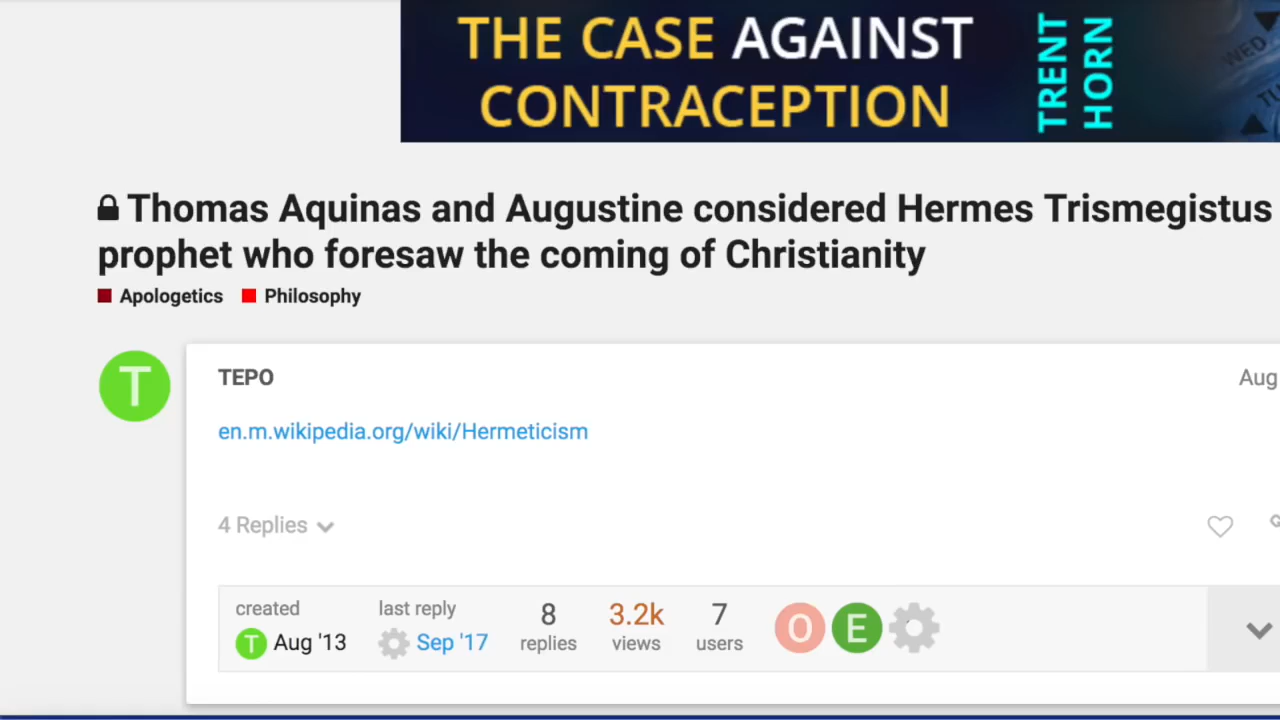 THE CASE AGAINST
CONTRACEPTION
TRENT
HORN
WED
Thomas Aquinas and Augustine considered Hermes Trismegistus
prophet who foresaw the coming of Christianity
Apologetics Philosophy
T
TEPO
Aug
en.m.wikipedia.org/wiki/Hermeticism
4 Replies
created last reply 8 3.2k 7 O E
T Aug '13 Sep '17 replies views users